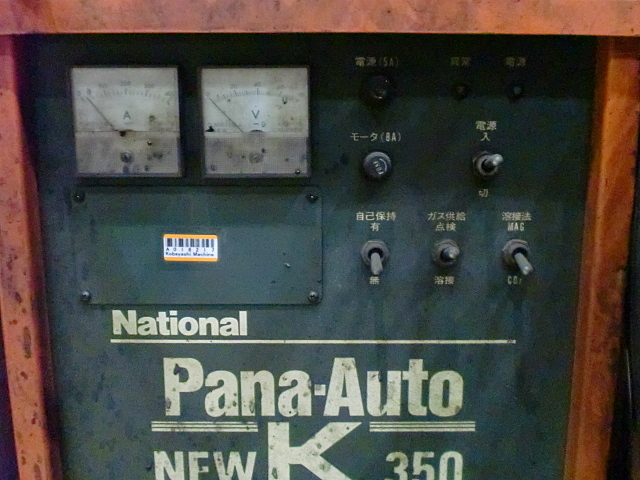 電源(5A) 異常 電源
A
V
モータ(8A) 電源
入
切
自己保持 ガス供給 溶接法
有 点検 MAG
無 溶接 CO₂
A018217
Kobayashi Machine
National
Pana-Auto
NEW K 350